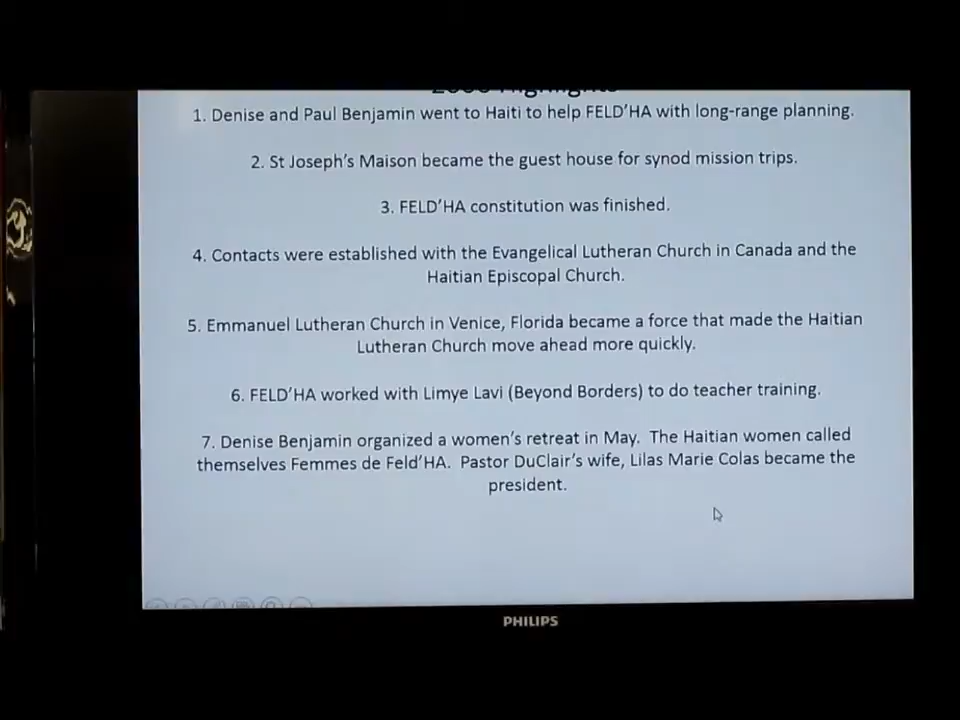 Highlights
1. Denise and Paul Benjamin went to Haiti to help FELD'HA with long-range planning.
2. St Joseph's Maison became the guest house for synod mission trips.
3. FELD'HA constitution was finished.
4. Contacts were established with the Evangelical Lutheran Church in Canada and the
Haitian Episcopal Church.
5. Emmanuel Lutheran Church in Venice, Florida became a force that made the Haitian
Lutheran Church move ahead more quickly.
6. FELD'HA worked with Limye Lavi (Beyond Borders) to do teacher training.
7. Denise Benjamin organized a women's retreat in May.  The Haitian women called
themselves Femmes de Feld'HA.  Pastor DuClair's wife, Lilas Marie Colas became the
president.
PHILIPS